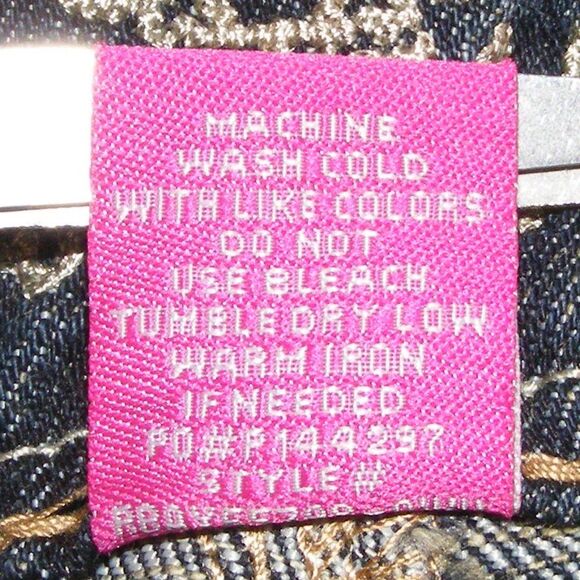 MACHINE
WASH COLD
WITH LIKE COLORS
DO NOT
USE BLEACH
TUMBLE DRY LOW
WARM IRON
IF NEEDED
PO#P144297
STYLE#